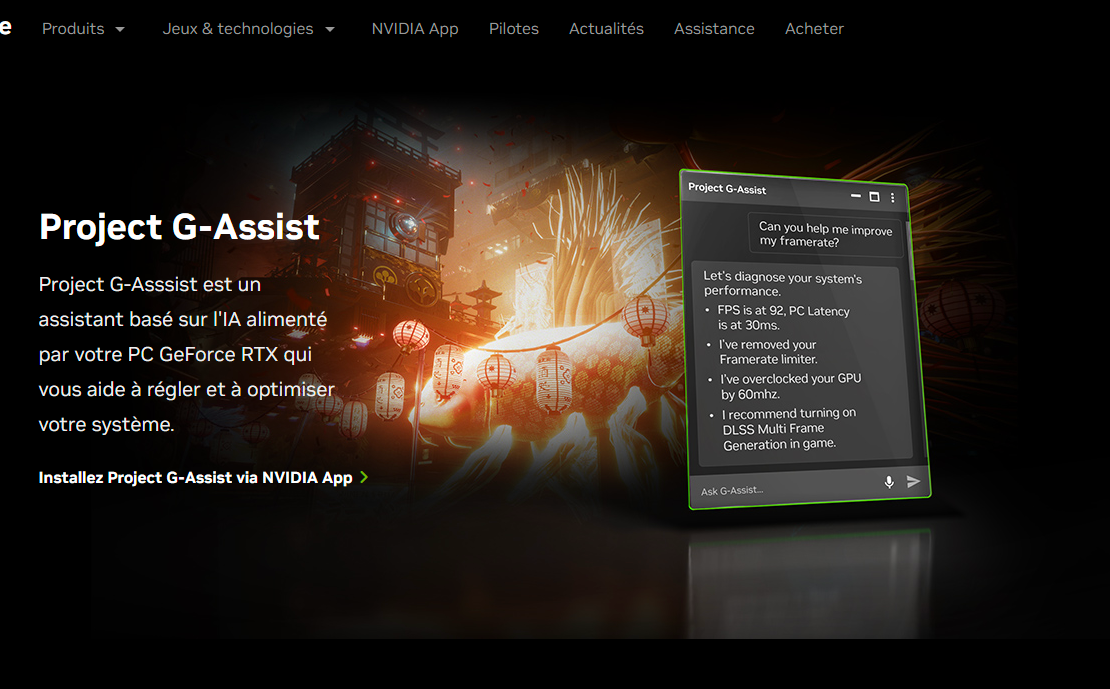 e Produits Jeux & technologies NVIDIA App Pilotes Actualités Assistance Acheter
Project G-Assist
Project G-Asssist est un
assistant basé sur l'IA alimenté
par votre PC GeForce RTX qui
vous aide à régler et à optimiser
votre système.
Installez Project G-Assist via NVIDIA App
Project G-Assist
Can you help me improve
my framerate?
Let's diagnose your system's
performance.
• FPS is at 92, PC Latency
is at 30ms.
• I've removed your
Framerate limiter.
• I've overclocked your GPU
by 60mhz.
• I recommend turning on
DLSS Multi Frame
Generation in game.
Ask G-Assist...